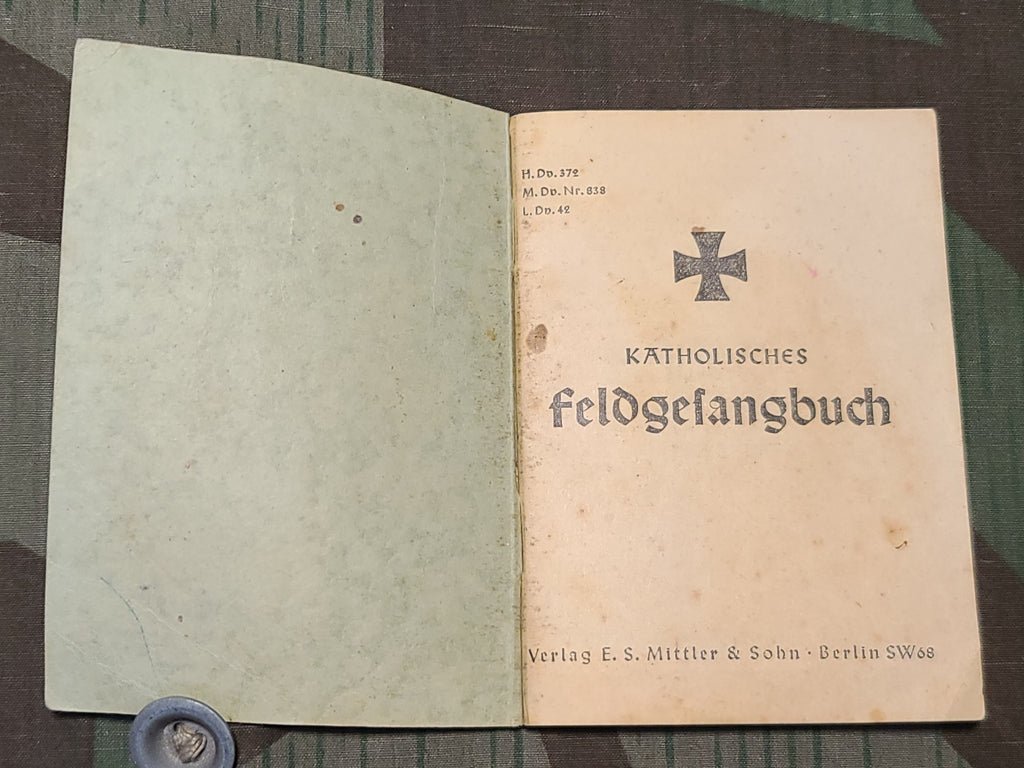 H. Dv. 372
M. Dv. Nr. 838
L. Dv. 42
KATHOLISCHES
Feldgeſangbuch
Verlag E. S. Mittler & Sohn · Berlin SW68